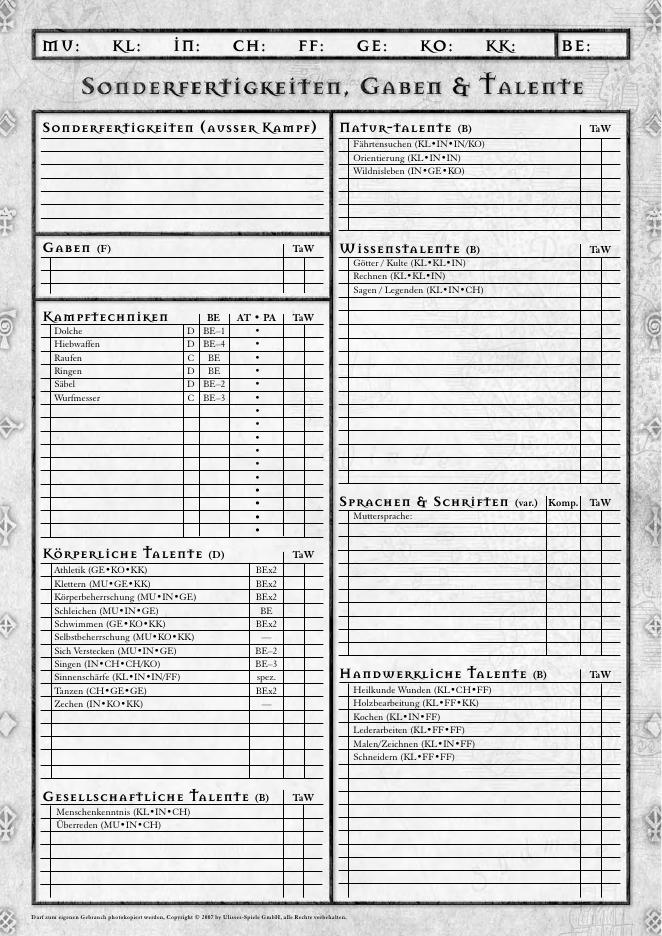 MU: KL: IN: CH: FF: GE: KO: KK: BE:
Sonderfertigkeiten, Gaben & Talente
Sonderfertigkeiten (ausser Kampf)
Gaben (F) TaW
Kampftechniken BE AT • PA TaW
Dolche D BE–1 •
Hiebwaffen D BE–4 •
Raufen C BE •
Ringen D BE •
Säbel D BE–2 •
Wurfmesser C BE–3 •
•
•
•
•
•
•
•
•
•
•
Körperliche Talente (D) TaW
Athletik (GE•KO•KK) BEx2
Klettern (MU•GE•KK) BEx2
Körperbeherrschung (MU•IN•GE) BEx2
Schleichen (MU•IN•GE) BE
Schwimmen (GE•KO•KK) BEx2
Selbstbeherrschung (MU•KO•KK) —
Sich Verstecken (MU•IN•GE) BE–2
Singen (IN•CH•CH/KO) BE–3
Sinnenschärfe (KL•IN•IN/FF) spez.
Tanzen (CH•GE•GE) BEx2
Zechen (IN•KO•KK) —
Gesellschaftliche Talente (B) TaW
Menschenkenntnis (KL•IN•CH)
Überreden (MU•IN•CH)
Natur-talente (B) TaW
Fährtensuchen (KL•IN•IN/KO)
Orientierung (KL•IN•IN)
Wildnisleben (IN•GE•KO)
Wissenstalente (B) TaW
Götter / Kulte (KL•KL•IN)
Rechnen (KL•KL•IN)
Sagen / Legenden (KL•IN•CH)
Sprachen & Schriften (var.) Komp. TaW
Muttersprache:
Handwerkliche Talente (B) TaW
Heilkunde Wunden (KL•CH•FF)
Holzbearbeitung (KL•FF•KK)
Kochen (KL•IN•FF)
Lederarbeiten (KL•FF•FF)
Malen/Zeichnen (KL•IN•FF)
Schneidern (KL•FF•FF)
Darf zum eigenen Gebrauch photokopiert werden, Copyright © 2007 by Ulisses-Spiele GmbH, alle Rechte vorbehalten.